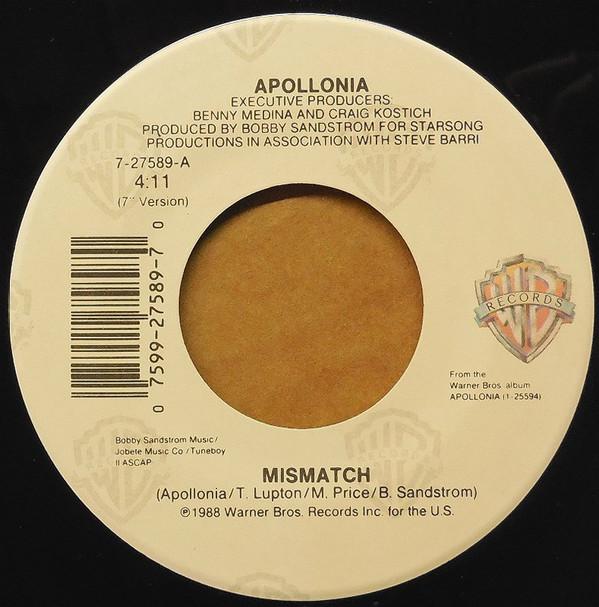 APOLLONIA
EXECUTIVE PRODUCERS:
BENNY MEDINA AND CRAIG KOSTICH
PRODUCED BY BOBBY SANDSTROM FOR STARSONG
PRODUCTIONS IN ASSOCIATION WITH STEVE BARRI
7-27589-A
4:11
(7" Version)
0 7599-27589-7 0
WB
RECORDS
From the
Warner Bros. album
APOLLONIA (1-25594)
Bobby Sandstrom Music/
Jobete Music Co./Tuneboy
II ASCAP
MISMATCH
(Apollonia/T. Lupton/M. Price/B. Sandstrom)
℗1988 Warner Bros. Records Inc. for the U.S.